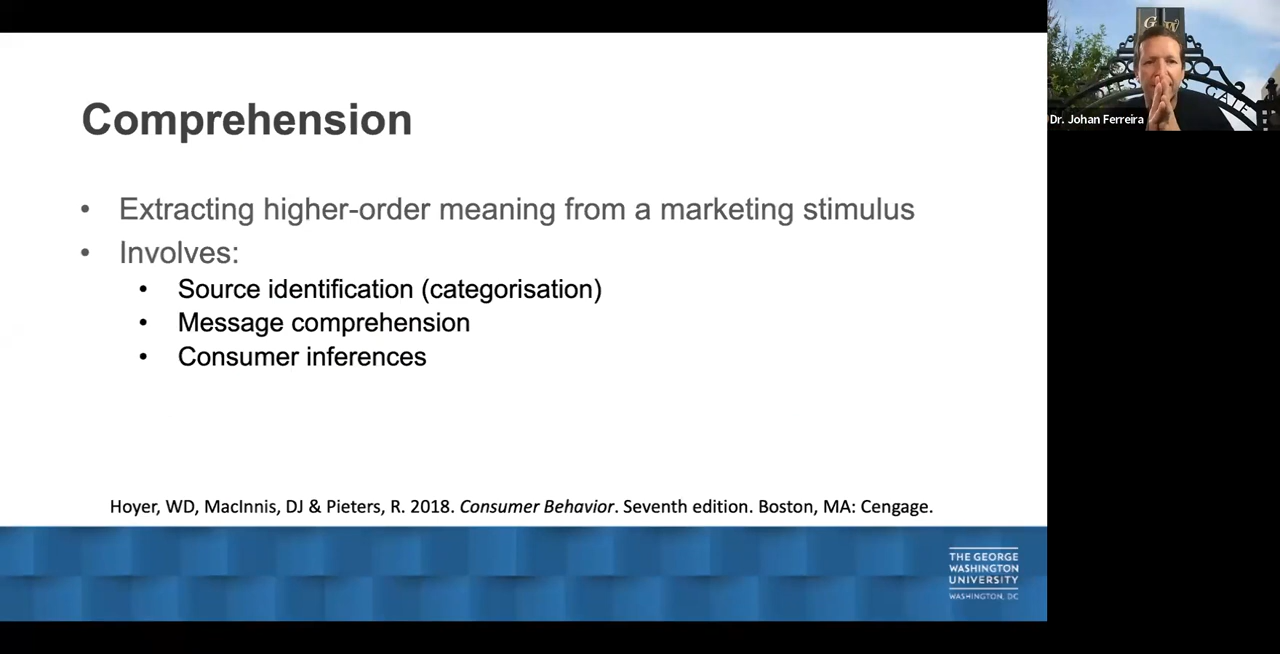 Comprehension
• Extracting higher-order meaning from a marketing stimulus
• Involves:
• Source identification (categorisation)
• Message comprehension
• Consumer inferences
Hoyer, WD, MacInnis, DJ & Pieters, R. 2018. Consumer Behavior. Seventh edition. Boston, MA: Cengage.
THE GEORGE
WASHINGTON
UNIVERSITY
WASHINGTON, DC
GATE
Dr. Johan Ferreira